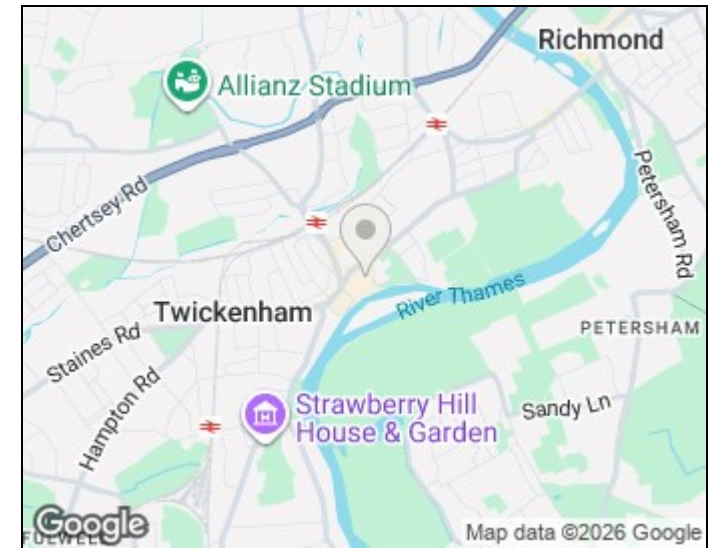 Richmond
Allianz Stadium
Chertsey Rd
Petersham Rd
River Thames
Twickenham
PETERSHAM
Staines Rd
Hampton Rd
Strawberry Hill
House & Garden
Sandy Ln
FULWELL
Google
Map data ©2026 Google